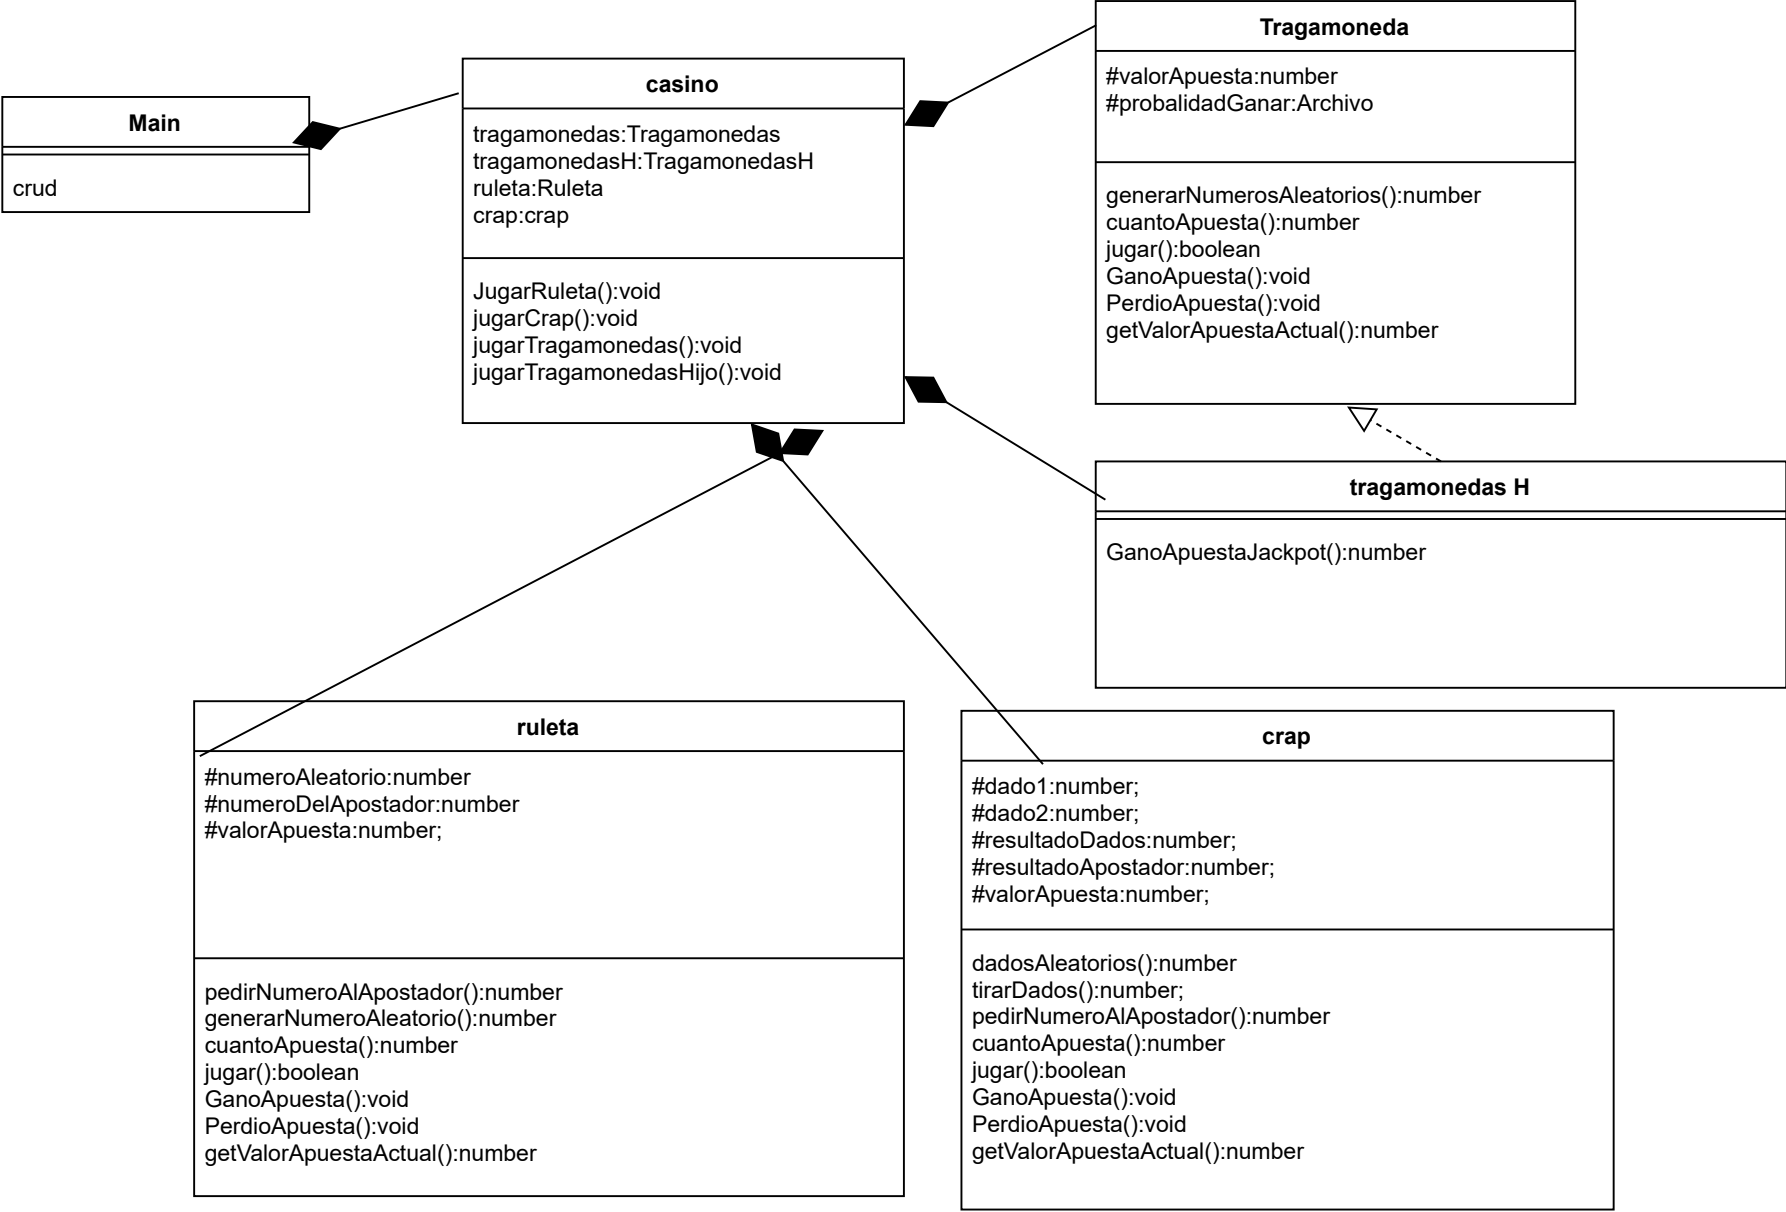 Main
crud
casino
tragamonedas:Tragamonedas
tragamonedasH:TragamonedasH
ruleta:Ruleta
crap:crap
JugarRuleta():void
jugarCrap():void
jugarTragamonedas():void
jugarTragamonedasHijo():void
Tragamoneda
#valorApuesta:number
#probalidadGanar:Archivo
generarNumerosAleatorios():number
cuantoApuesta():number
jugar():boolean
GanoApuesta():void
PerdioApuesta():void
getValorApuestaActual():number
tragamonedas H
GanoApuestaJackpot():number
ruleta
#numeroAleatorio:number
#numeroDelApostador:number
#valorApuesta:number;
pedirNumeroAlApostador():number
generarNumeroAleatorio():number
cuantoApuesta():number
jugar():boolean
GanoApuesta():void
PerdioApuesta():void
getValorApuestaActual():number
crap
#dado1:number;
#dado2:number;
#resultadoDados:number;
#resultadoApostador:number;
#valorApuesta:number;
dadosAleatorios():number
tirarDados():number;
pedirNumeroAlApostador():number
cuantoApuesta():number
jugar():boolean
GanoApuesta():void
PerdioApuesta():void
getValorApuestaActual():number